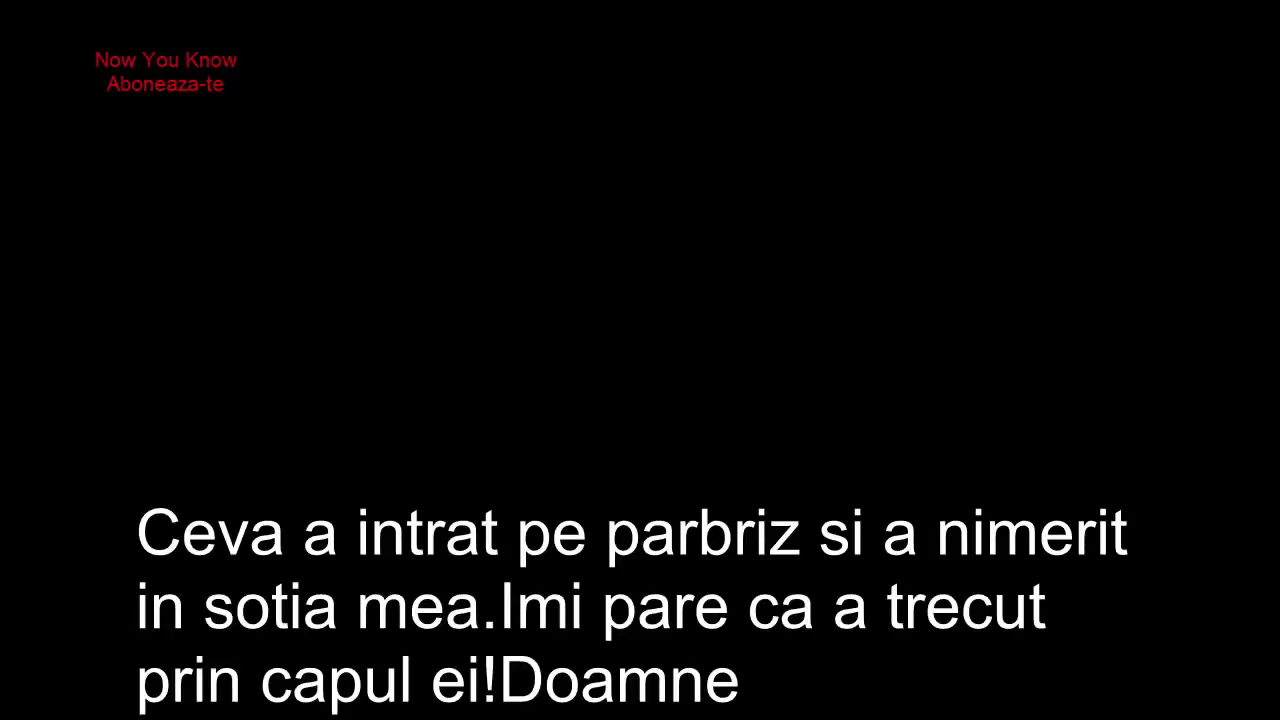 Now You Know
Aboneaza-te
Ceva a intrat pe parbriz si a nimerit
in sotia mea.Imi pare ca a trecut
prin capul ei!Doamne